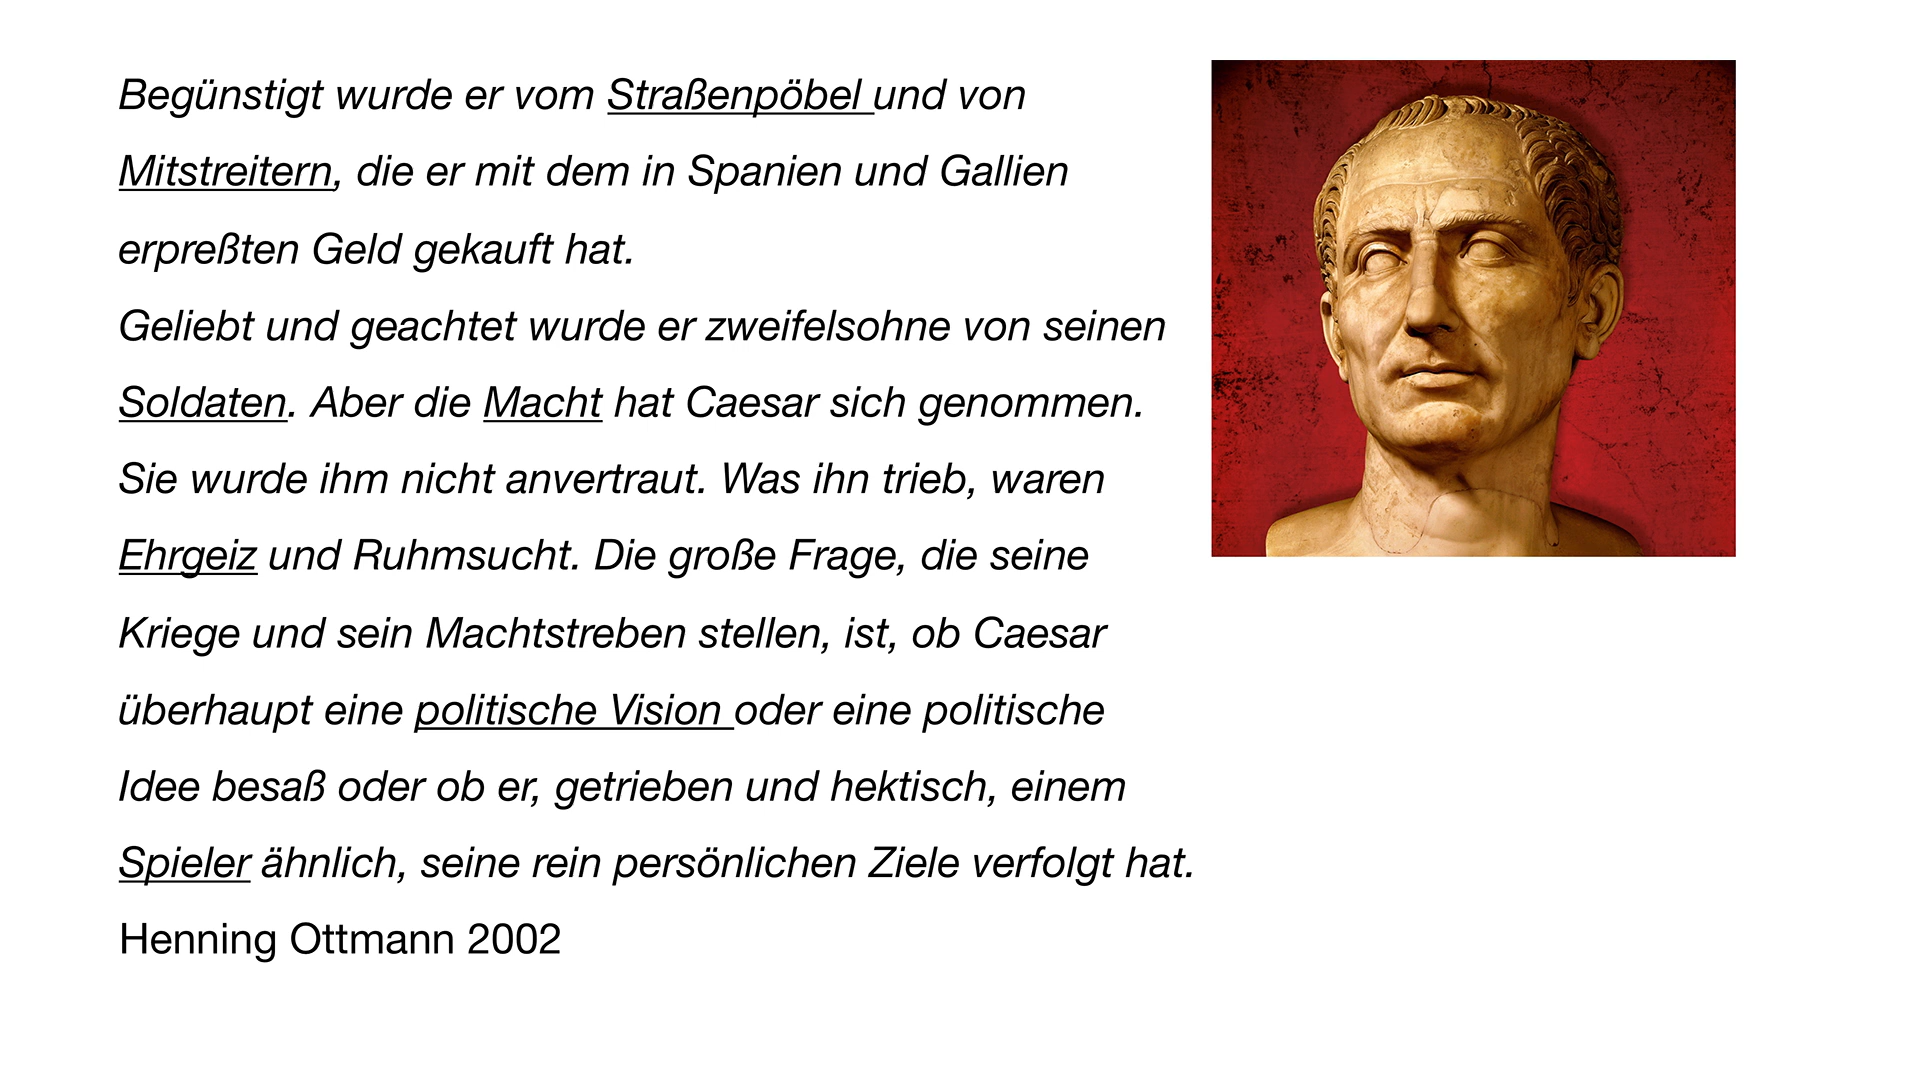 Begünstigt wurde er vom Straßenpöbel und von
Mitstreitern, die er mit dem in Spanien und Gallien
erpreßten Geld gekauft hat.
Geliebt und geachtet wurde er zweifelsohne von seinen
Soldaten. Aber die Macht hat Caesar sich genommen.
Sie wurde ihm nicht anvertraut. Was ihn trieb, waren
Ehrgeiz und Ruhmsucht. Die große Frage, die seine
Kriege und sein Machtstreben stellen, ist, ob Caesar
überhaupt eine politische Vision oder eine politische
Idee besaß oder ob er, getrieben und hektisch, einem
Spieler ähnlich, seine rein persönlichen Ziele verfolgt hat.
Henning Ottmann 2002